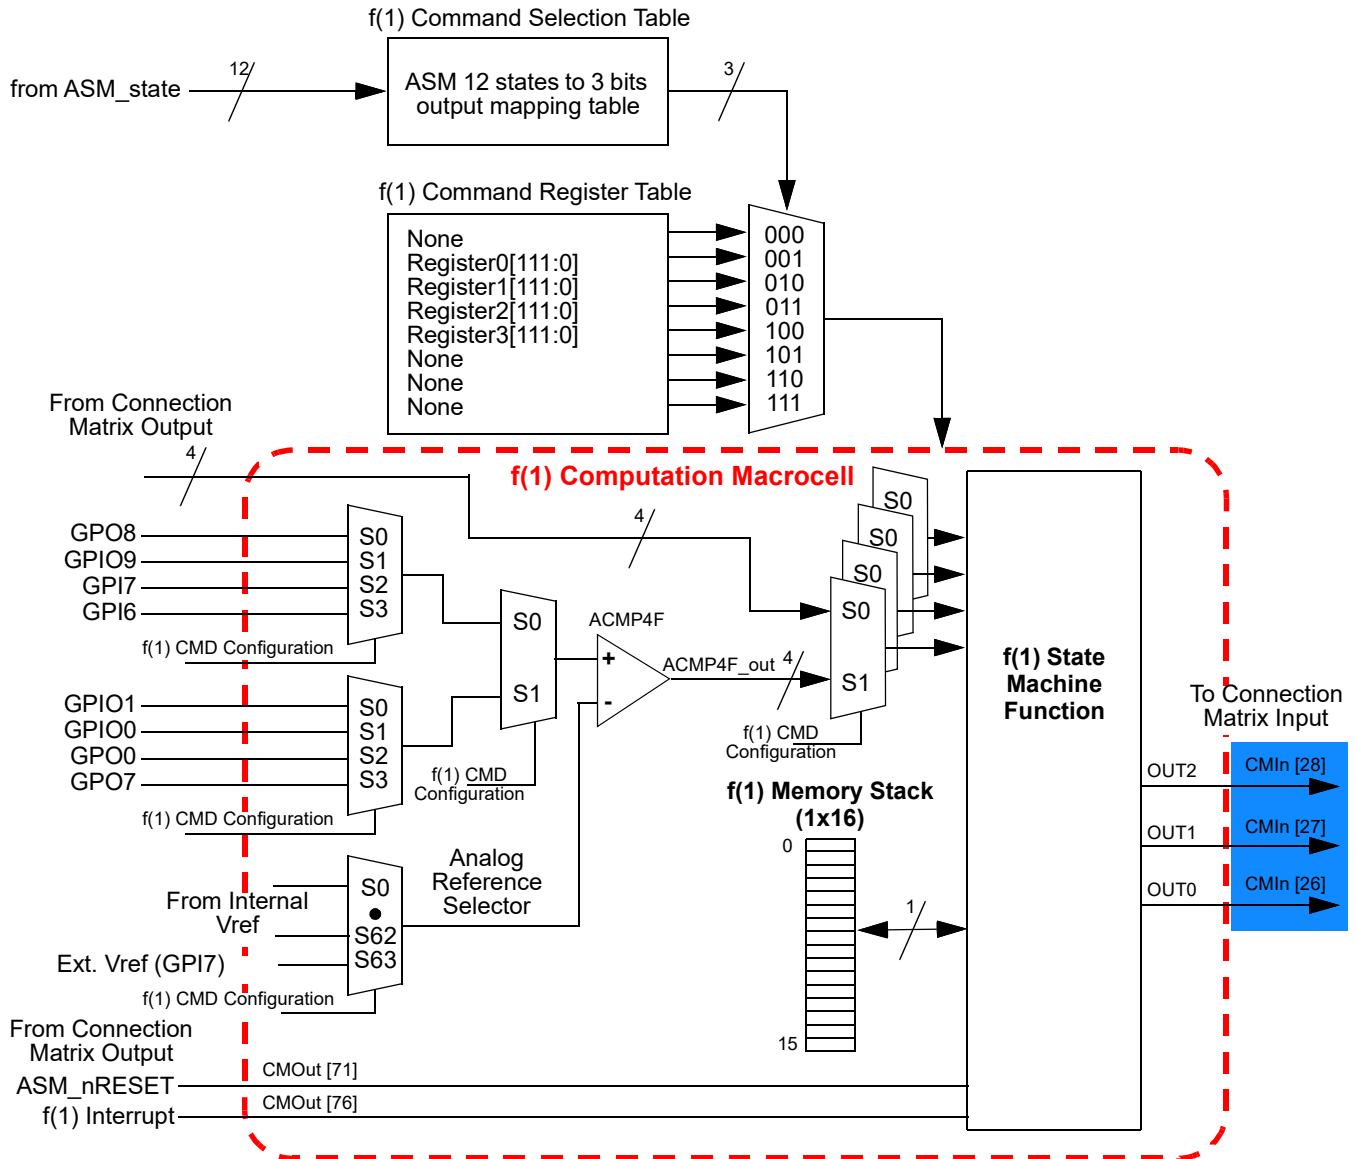 f(1) Command Selection Table
12
3
from ASM_state
ASM 12 states to 3 bits
output mapping table
f(1) Command Register Table
None
Register0[111:0]
Register1[111:0]
Register2[111:0]
Register3[111:0]
None
None
None
000
001
010
011
100
101
110
111
From Connection
Matrix Output
4
f(1) Computation Macrocell
GPO8
GPIO9
GPI7
GPI6
S0
S1
S2
S3
f(1) CMD Configuration
GPIO1
GPIO0
GPO0
GPO7
S0
S1
S2
S3
f(1) CMD Configuration
S0
S1
f(1) CMD
Configuration
4
ACMP4F
+
-
ACMP4F_out
4
S0
S0
S0
S0
S1
f(1) CMD
Configuration
f(1) State
Machine
Function
To Connection
Matrix Input
OUT2
CMIn [28]
OUT1
CMIn [27]
OUT0
CMIn [26]
f(1) Memory Stack
(1x16)
0
15
1
Analog
Reference
Selector
From Internal
Vref
Ext. Vref (GPI7)
S0
S62
S63
f(1) CMD Configuration
From Connection
Matrix Output
ASM_nRESET
CMOut [71]
f(1) Interrupt
CMOut [76]